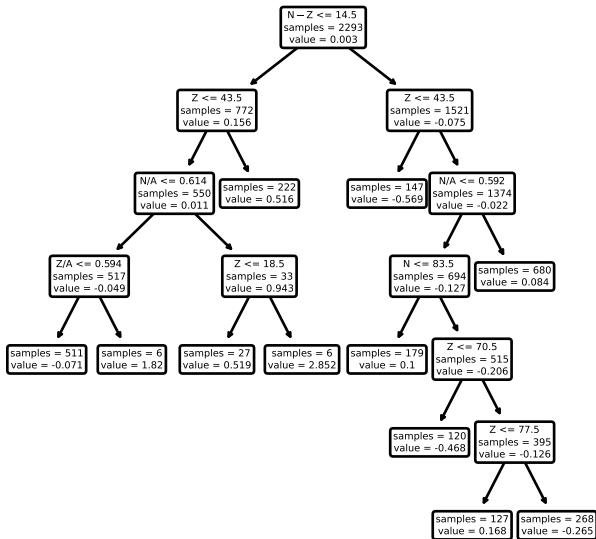 N − Z <= 14.5
samples = 2293
value = 0.003
Z <= 43.5
samples = 772
value = 0.156
Z <= 43.5
samples = 1521
value = -0.075
N/A <= 0.614
samples = 550
value = 0.011
samples = 222
value = 0.516
samples = 147
value = -0.569
N/A <= 0.592
samples = 1374
value = -0.022
Z/A <= 0.594
samples = 517
value = -0.049
Z <= 18.5
samples = 33
value = 0.943
N <= 83.5
samples = 694
value = -0.127
samples = 680
value = 0.084
samples = 511
value = -0.071
samples = 6
value = 1.82
samples = 27
value = 0.519
samples = 6
value = 2.852
samples = 179
value = 0.1
Z <= 70.5
samples = 515
value = -0.206
samples = 120
value = -0.468
Z <= 77.5
samples = 395
value = -0.126
samples = 127
value = 0.168
samples = 268
value = -0.265